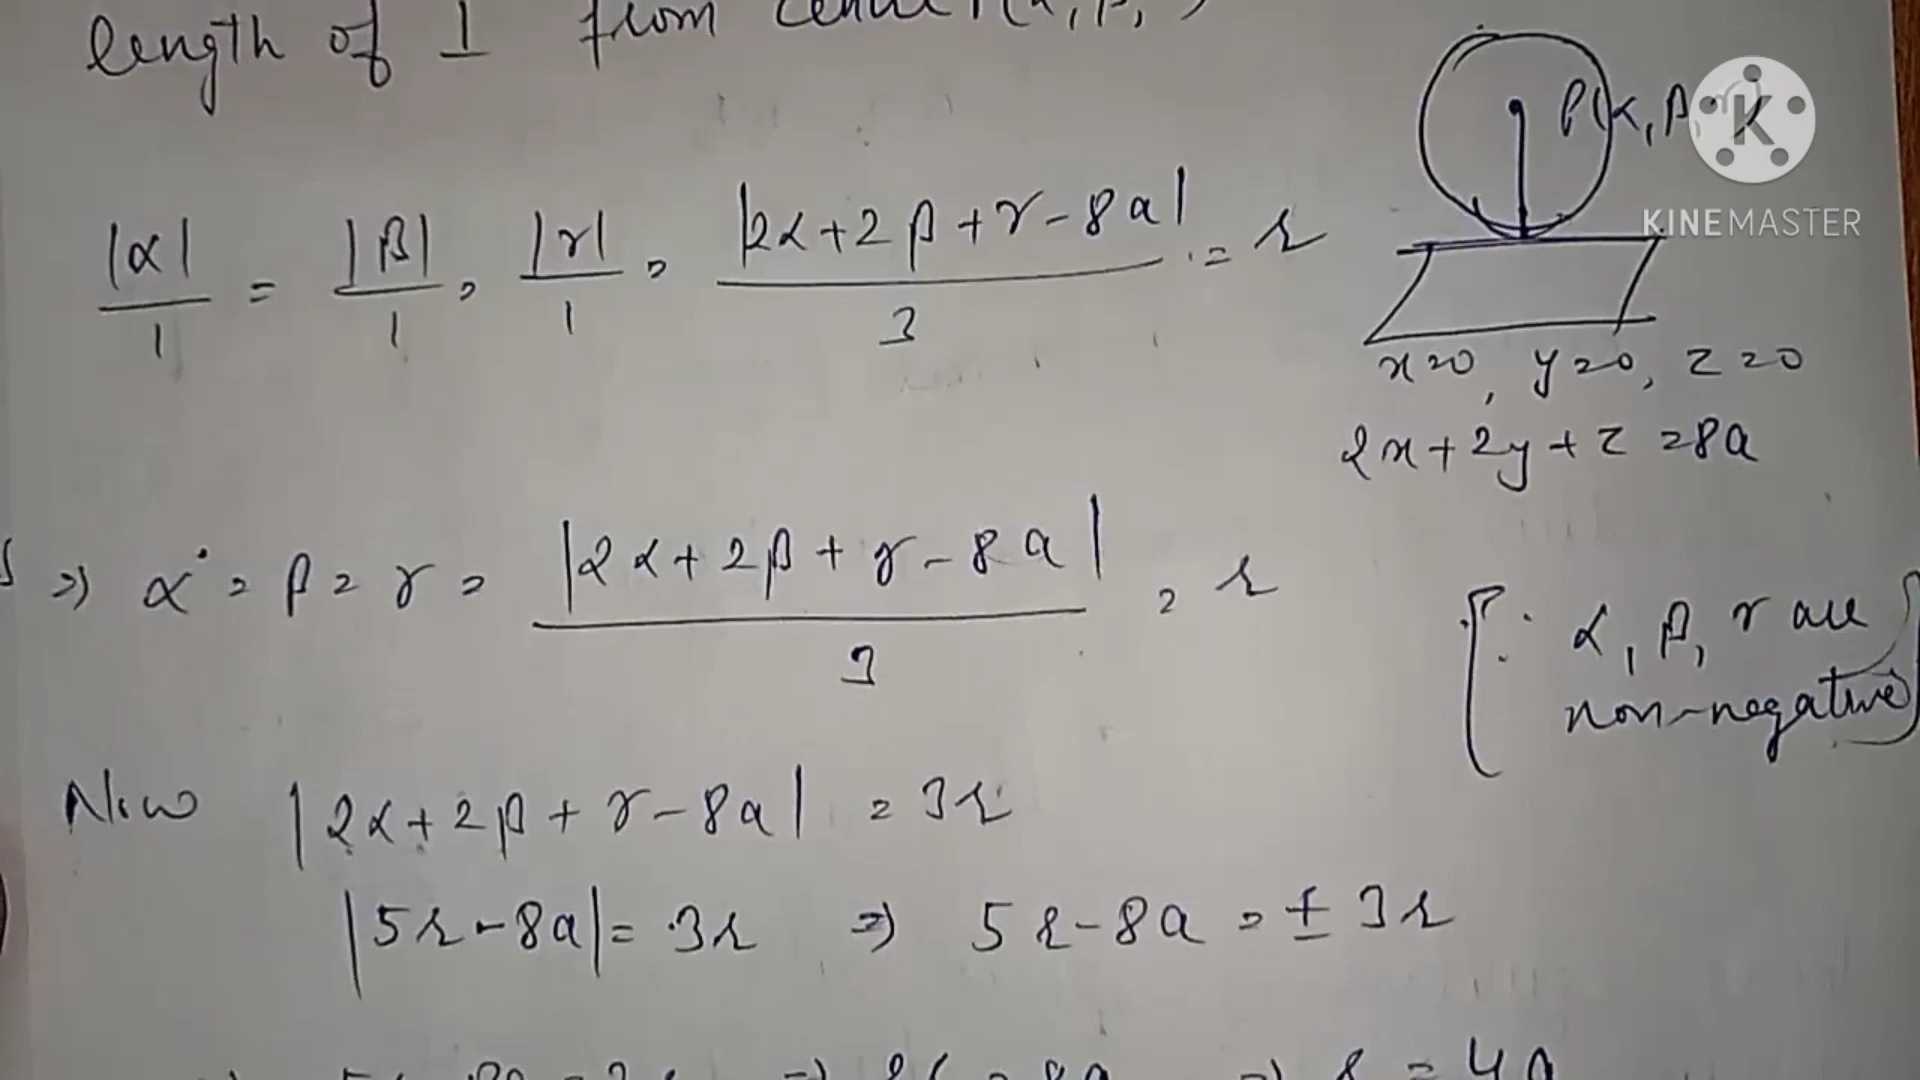 length of ⊥ from
P(α, β
K
KINEMASTER
|α|/1 = |β|/1 = |γ|/1 = |2α+2β+γ-8a|/3 = r
x=0, y=0, z=0
2x+2y+z=8a
⇒ α = β = γ = |2α+2β+γ-8a|/3 = r
[∵ α, β, γ are
non-negative]
Now |2α+2β+γ-8a| = 3r
|5r-8a| = 3r ⇒ 5r-8a = ±3r
⇒ r = 4a